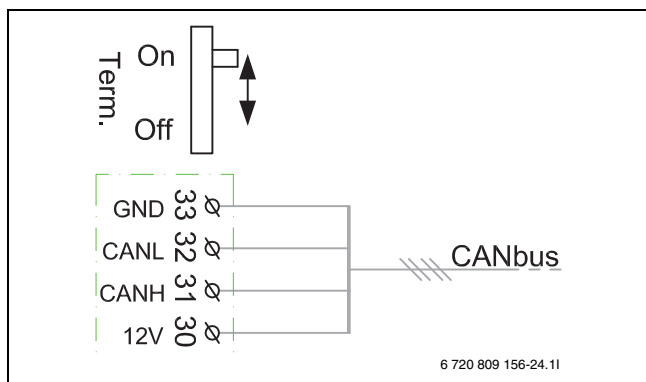 Term.
On
Off
GND 33
CANL 32
CANH 31
12V 30
CANbus
6 720 809 156-24.1I